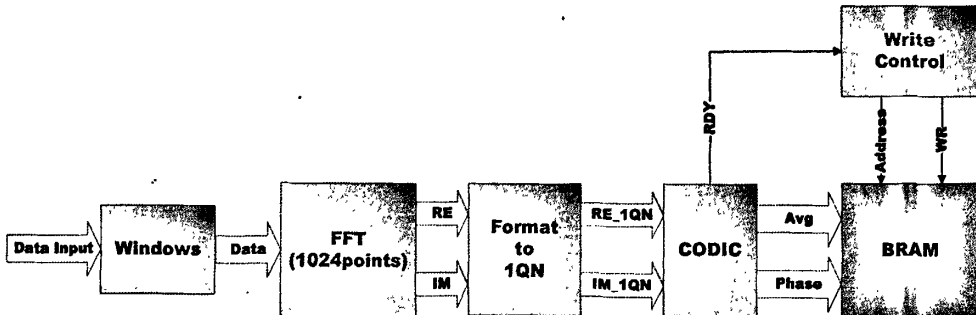 Write
Control
RDY
Address
WR
Data Input
Windows
Data
FFT
(1024points)
RE
IM
Format
to
1QN
RE_1QN
IM_1QN
CODIC
Avg
Phase
BRAM